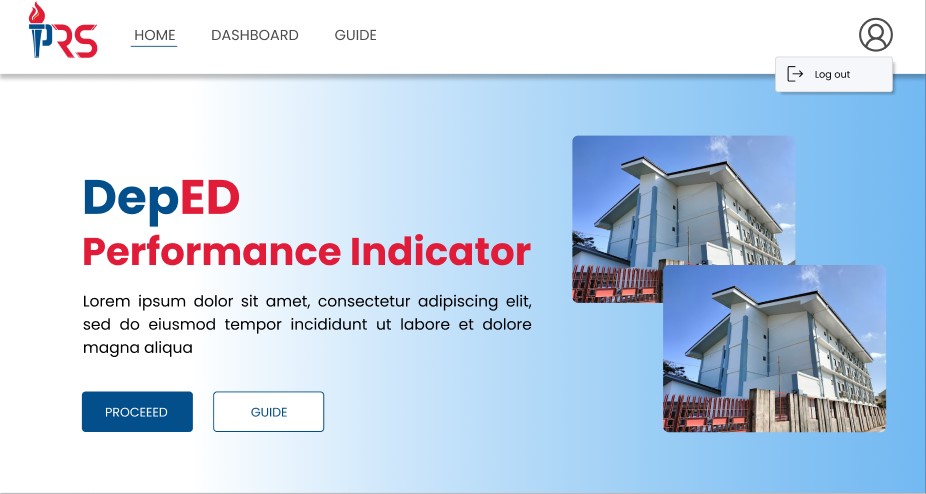 PRS
HOME
DASHBOARD
GUIDE
Log out
DepED
Performance Indicator
Lorem ipsum dolor sit amet, consectetur adipiscing elit,
sed do eiusmod tempor incididunt ut labore et dolore
magna aliqua
PROCEEED
GUIDE